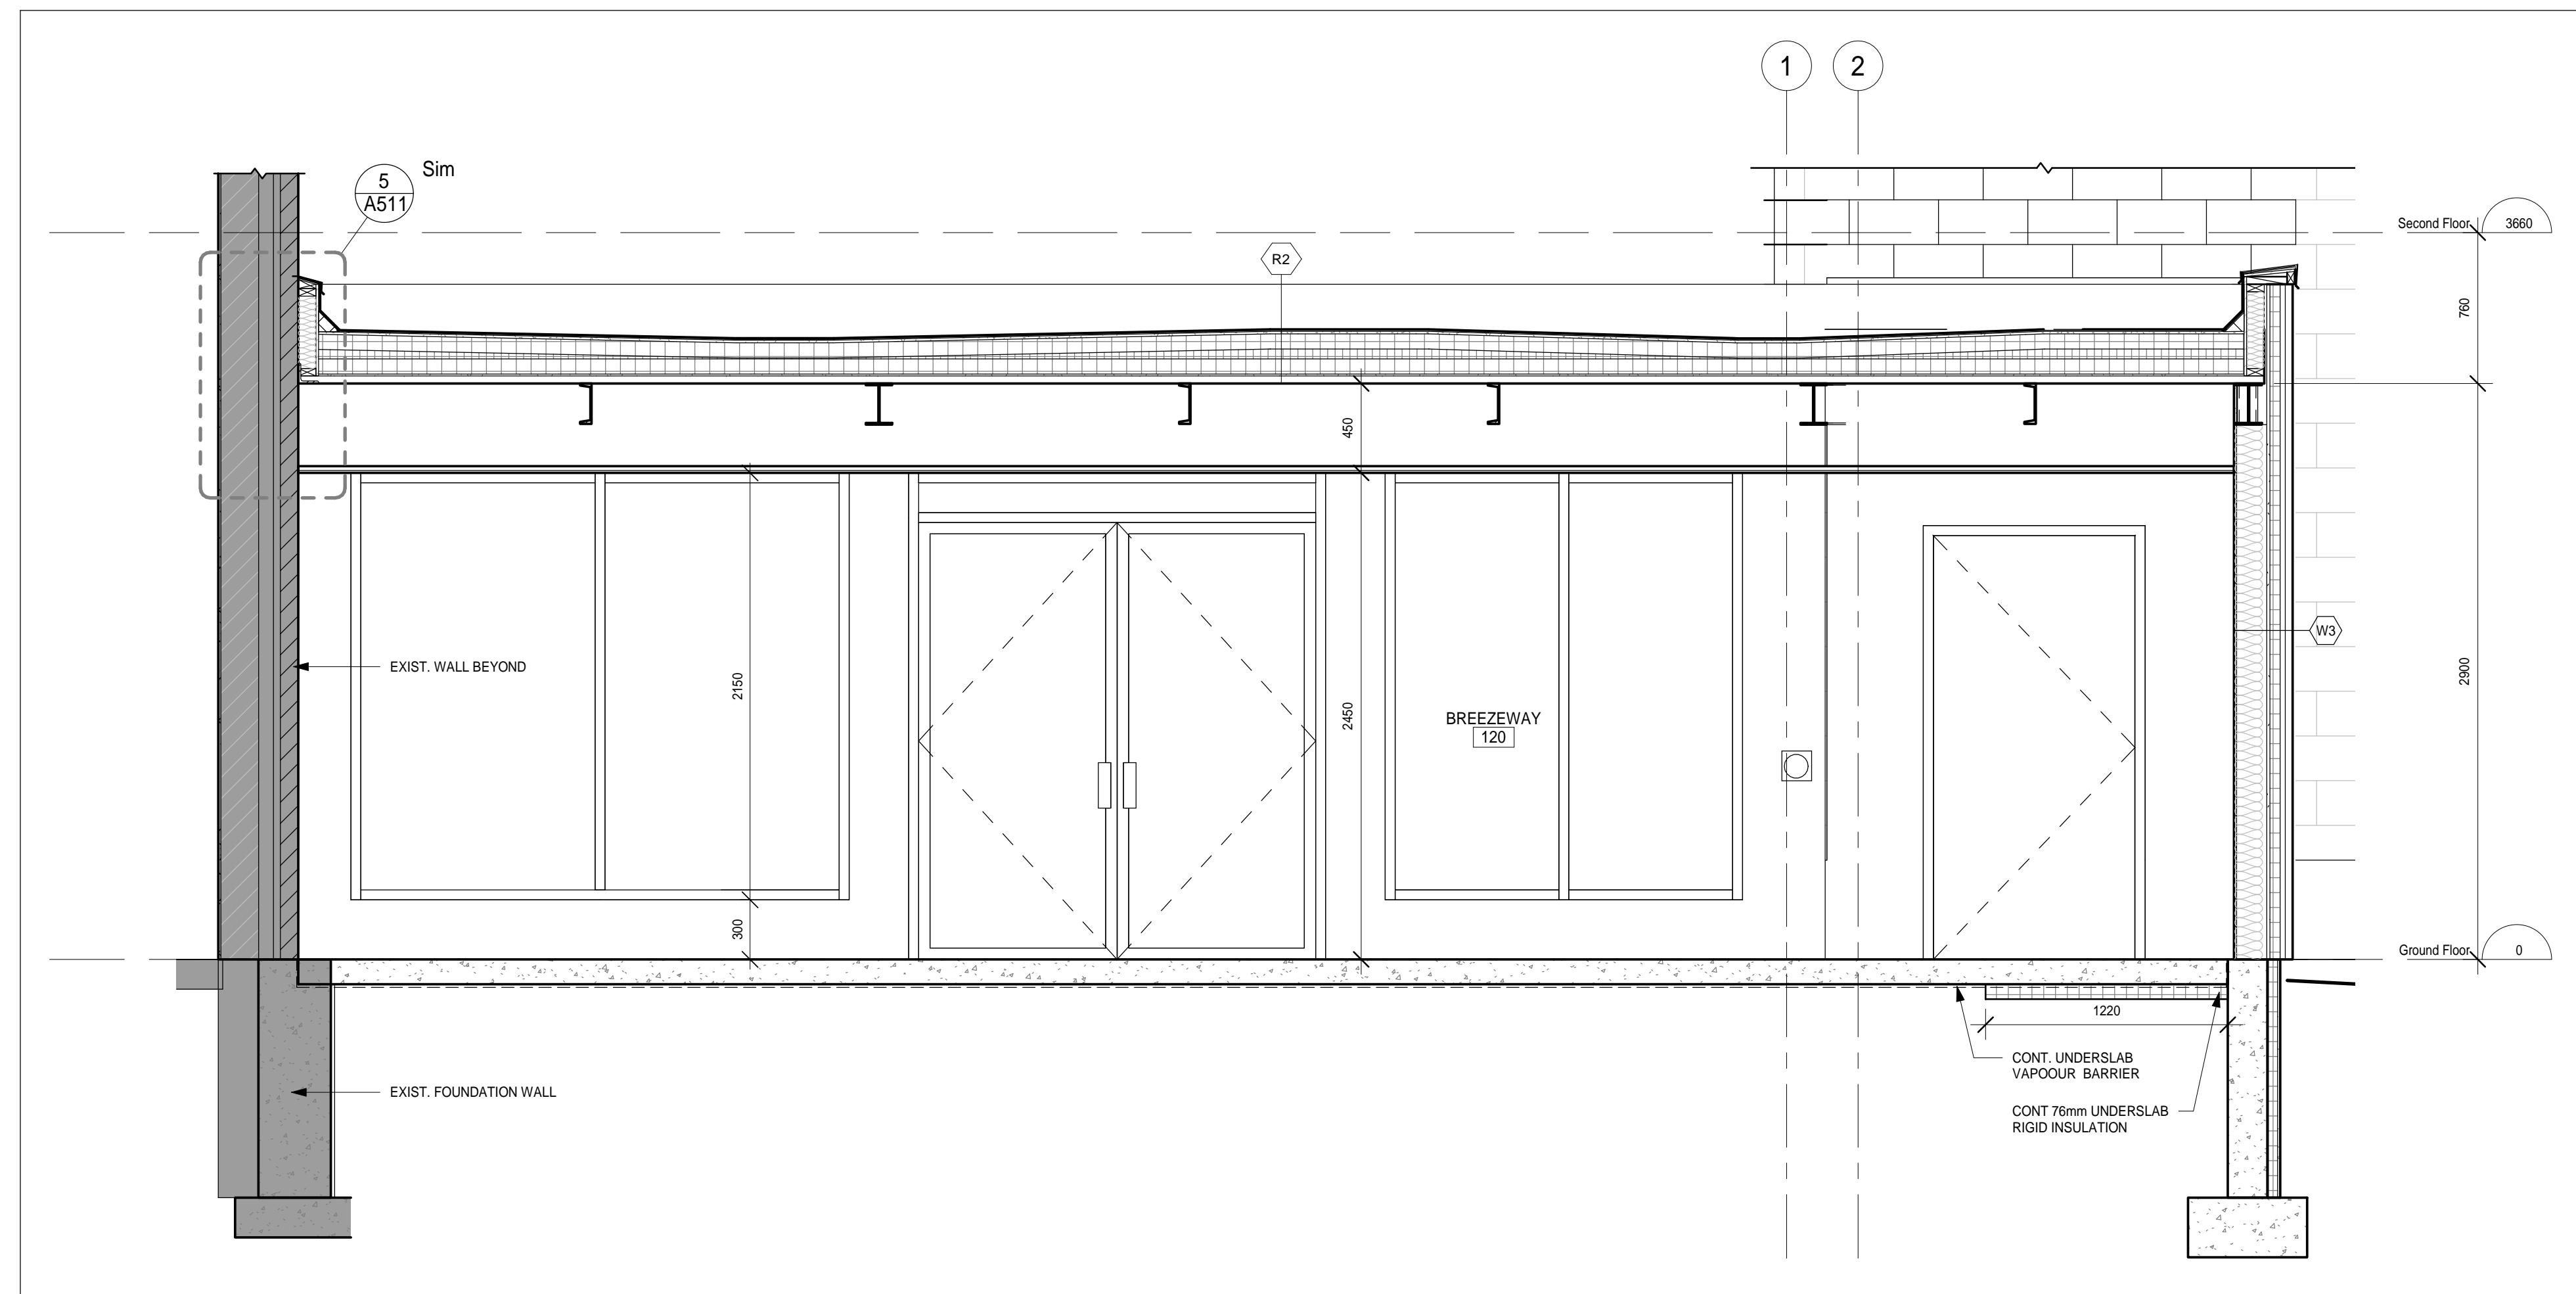 1
2
5
A511
Sim
Second Floor
3660
R2
760
450
EXIST. WALL BEYOND
2150
2450
BREEZEWAY
120
W3
2900
300
Ground Floor
0
1220
CONT. UNDERSLAB
VAPOOUR BARRIER
EXIST. FOUNDATION WALL
CONT 76mm UNDERSLAB
RIGID INSULATION